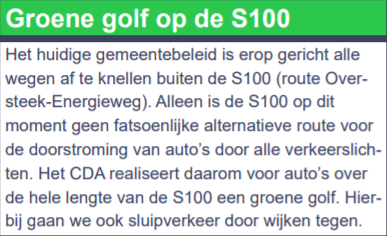 Groene golf op de S100
Het huidige gemeentebeleid is erop gericht alle
wegen af te knellen buiten de S100 (route Over-
steek-Energieweg). Alleen is de S100 op dit
moment geen fatsoenlijke alternatieve route voor
de doorstroming van auto's door alle verkeerslich-
ten. Het CDA realiseert daarom voor auto's over
de hele lengte van de S100 een groene golf. Hier-
bij gaan we ook sluipverkeer door wijken tegen.